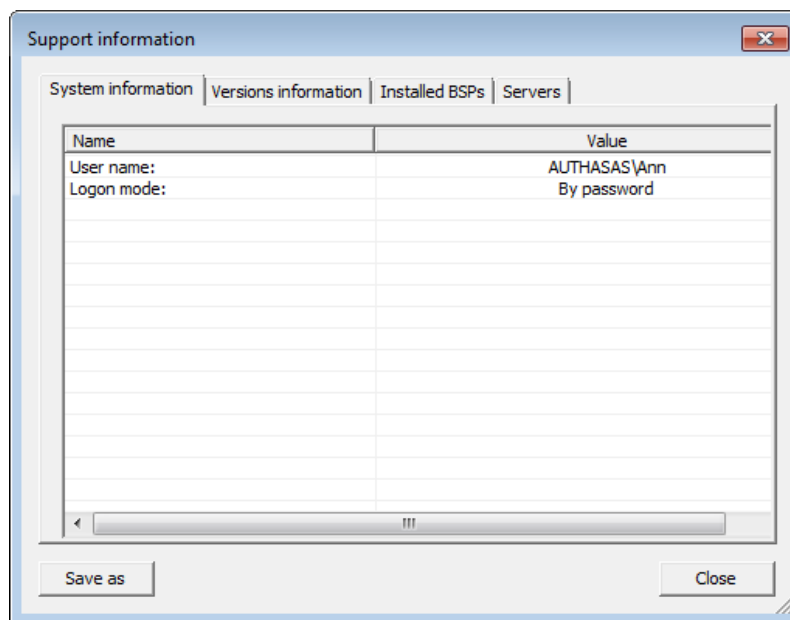 Support information
System information Versions information Installed BSPs Servers
Name Value
User name: AUTHASAS\Ann
Logon mode: By password
Save as Close